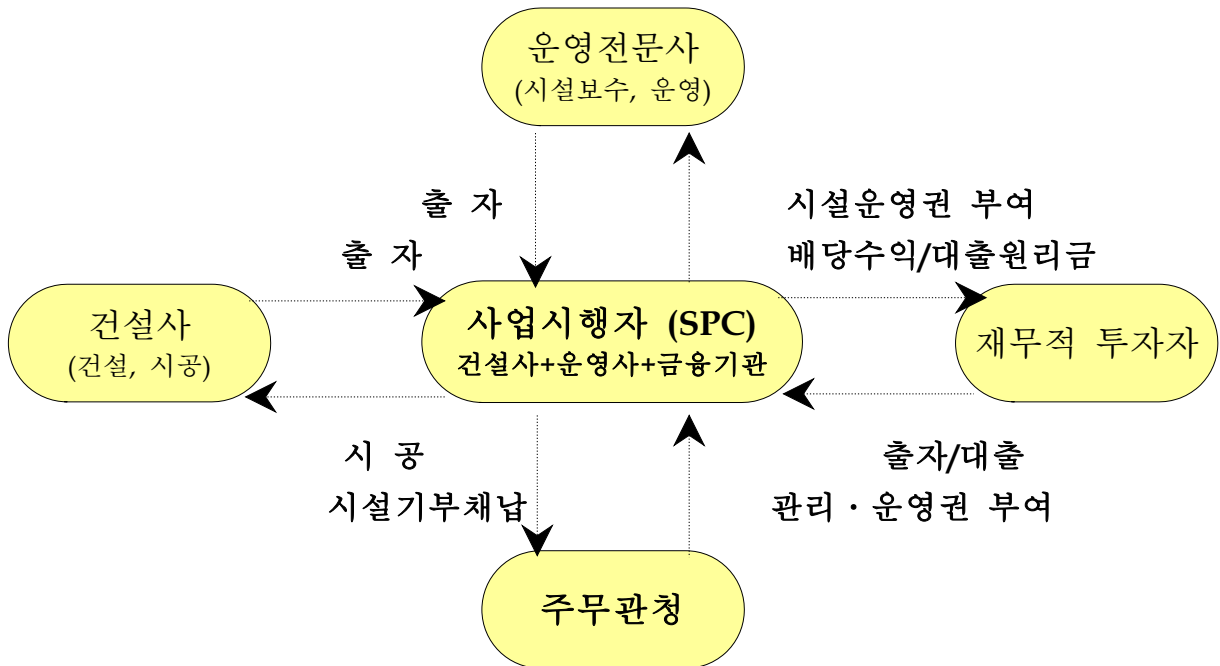 운영전문사
(시설보수, 운영)
출 자
시설운영권 부여
출 자
배당수익/대출원리금
건설사
(건설, 시공)
사업시행자 (SPC)
건설사+운영사+금융기관
재무적 투자자
시 공
출자/대출
시설기부채납
관리·운영권 부여
주무관청